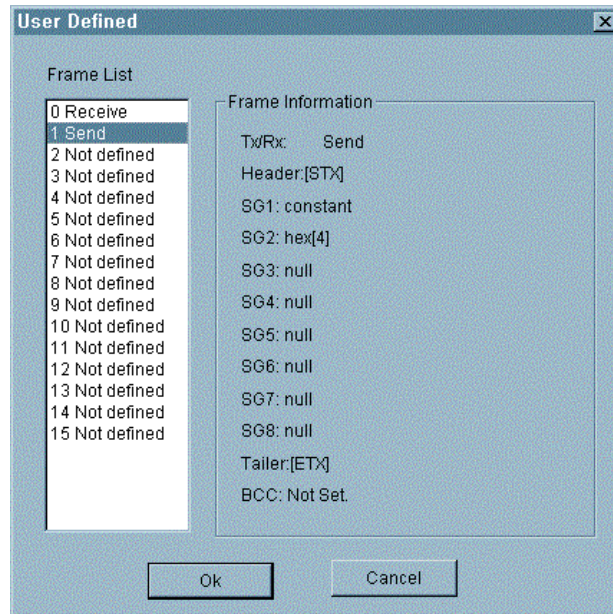 User Defined
Frame List
0 Receive
1 Send
2 Not defined
3 Not defined
4 Not defined
5 Not defined
6 Not defined
7 Not defined
8 Not defined
9 Not defined
10 Not defined
11 Not defined
12 Not defined
13 Not defined
14 Not defined
15 Not defined
Frame Information
Tx/Rx: Send
Header:[STX]
SG1: constant
SG2: hex[4]
SG3: null
SG4: null
SG5: null
SG6: null
SG7: null
SG8: null
Tailer:[ETX]
BCC: Not Set.
Ok
Cancel